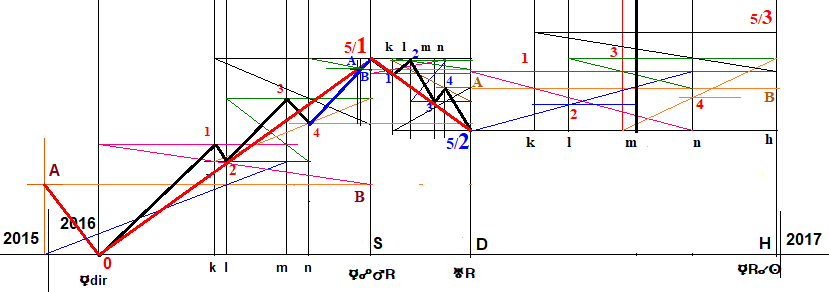 5/3
5/1
k l 2 m n
A
B
1
3
1
4
A
B
3
2
4
3
1
4
5/2
2
A
B
k l m n h
2015
2016
0
S
D
H
2017
k l m n
☿dir
☿☍♂R
♅R
☿R☌☉